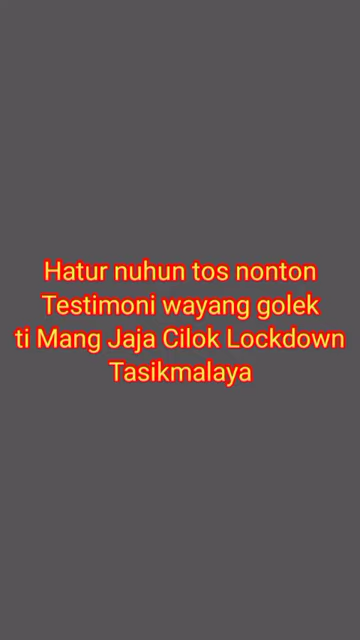 Hatur nuhun tos nonton
Testimoni wayang golek
ti Mang Jaja Cilok Lockdown
Tasikmalaya